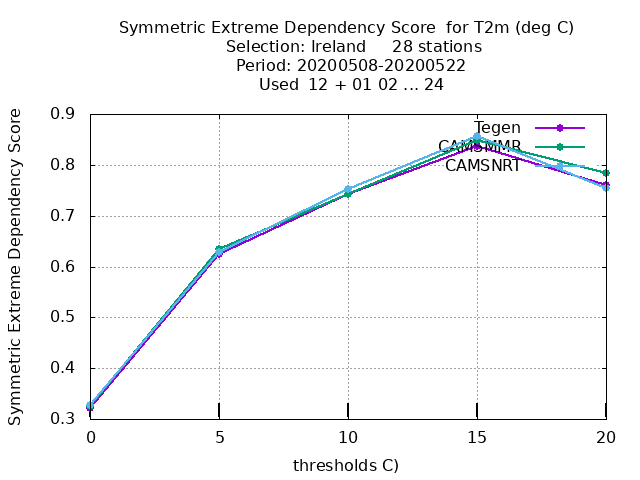 Symmetric Extreme Dependency Score for T2m (deg C)
Selection: Ireland 28 stations
Period: 20200508-20200522
Used 12 + 01 02 ... 24
Symmetric Extreme Dependency Score
0.9
0.8
0.7
0.6
0.5
0.4
0.3
Tegen
CAMSMMR
CAMSNRT
0 5 10 15 20
thresholds C)